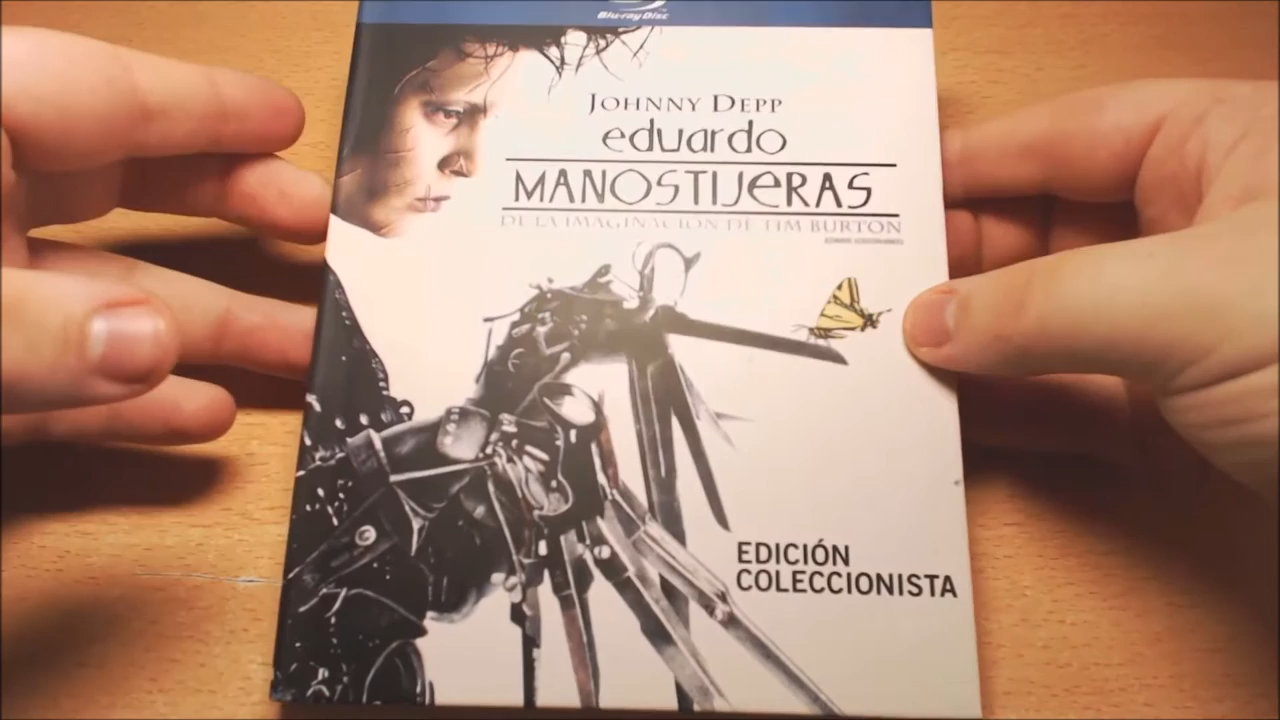 Blu-ray Disc
JOHNNY DEPP
eduardo
MANOSTIJERAS
DE LA IMAGINACIÓN DE TIM BURTON
EDICIÓN
COLECCIONISTA